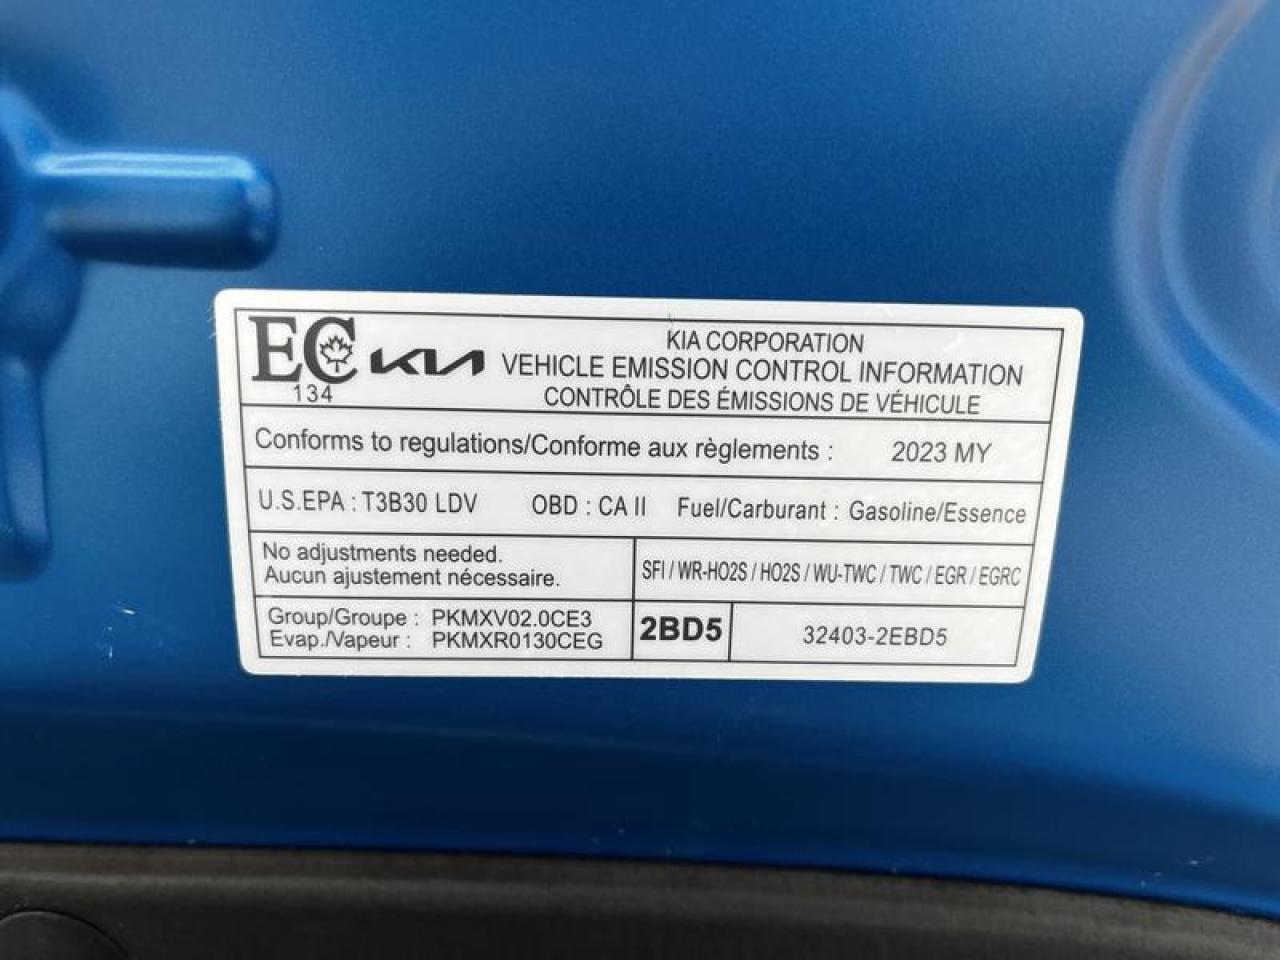 EC KIA KIA CORPORATION
134 VEHICLE EMISSION CONTROL INFORMATION
CONTRÔLE DES ÉMISSIONS DE VÉHICULE
Conforms to regulations/Conforme aux règlements : 2023 MY
U.S.EPA : T3B30 LDV OBD : CA II Fuel/Carburant : Gasoline/Essence
No adjustments needed.
Aucun ajustement nécessaire.
SFI / WR-HO2S / HO2S / WU-TWC / TWC / EGR / EGRC
Group/Groupe : PKMXV02.0CE3
Evap./Vapeur : PKMXR0130CEG
2BD5 32403-2EBD5